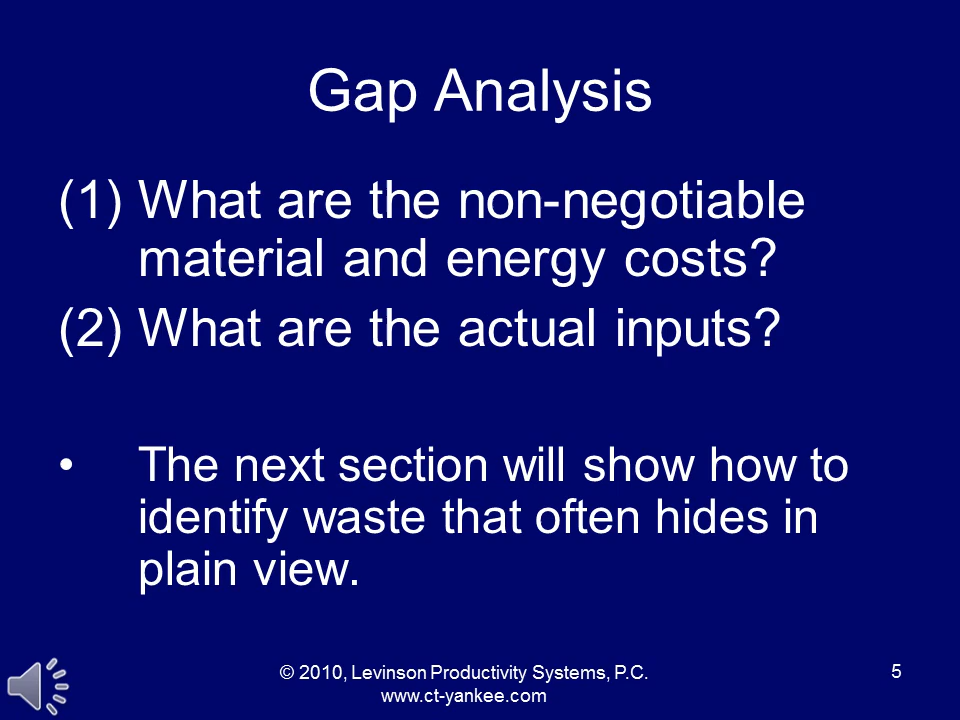 Gap Analysis
(1) What are the non-negotiable
material and energy costs?
(2) What are the actual inputs?
• The next section will show how to
identify waste that often hides in
plain view.
© 2010, Levinson Productivity Systems, P.C.
www.ct-yankee.com
5